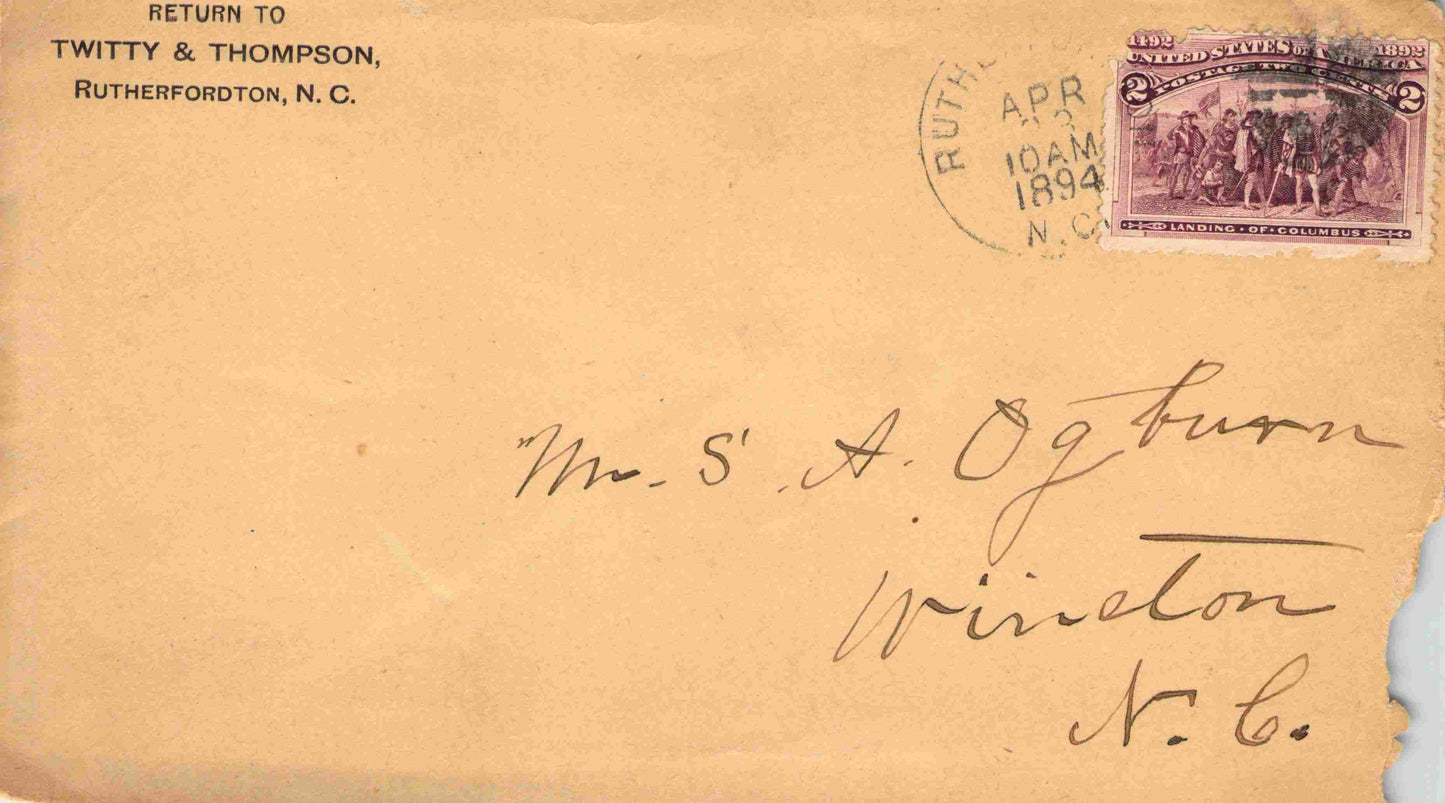 RETURN TO
TWITTY & THOMPSON,
RUTHERFORDTON, N. C.
RUTH
APR
10AM
1894
N.C.
1492 1892
UNITED STATES OF AMERICA
POSTAGE TWO CENTS
2 2
LANDING·OF·COLUMBUS
Mr. S. A. Ogburn
Winston
N. C.